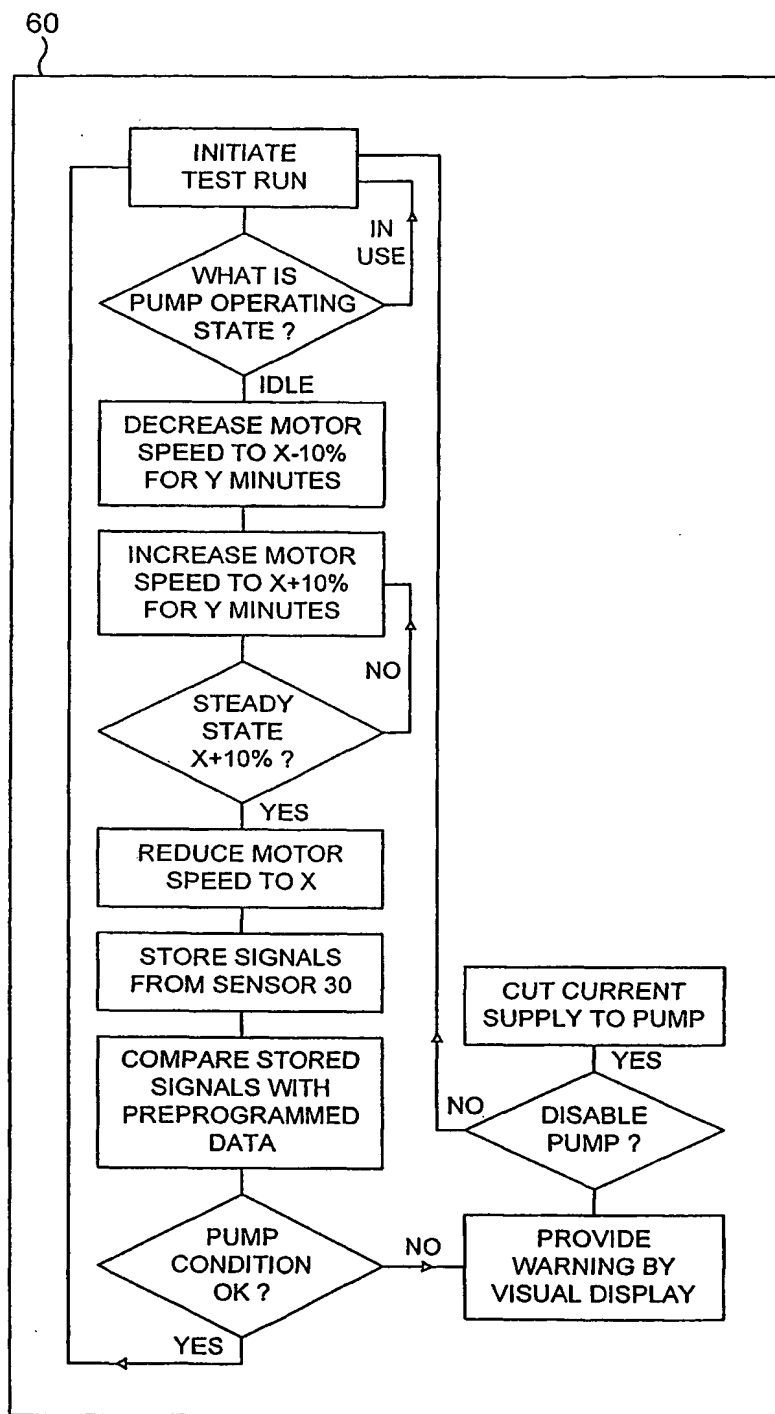 60
INITIATE
TEST RUN
IN
USE
WHAT IS
PUMP OPERATING
STATE ?
IDLE
DECREASE MOTOR
SPEED TO X-10%
FOR Y MINUTES
INCREASE MOTOR
SPEED TO X+10%
FOR Y MINUTES
NO
STEADY
STATE
X+10% ?
YES
REDUCE MOTOR
SPEED TO X
STORE SIGNALS
FROM SENSOR 30
COMPARE STORED
SIGNALS WITH
PREPROGRAMMED
DATA
PUMP
CONDITION
OK ?
YES
NO
PROVIDE
WARNING BY
VISUAL DISPLAY
DISABLE
PUMP ?
NO
YES
CUT CURRENT
SUPPLY TO PUMP